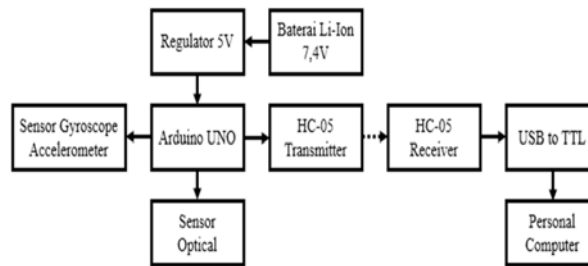 Regulator 5V
Baterai Li-Ion
7,4V
Sensor Gyroscope
Accelerometer
Arduino UNO
HC-05
Transmitter
HC-05
Receiver
USB to TTL
Sensor
Optical
Personal
Computer